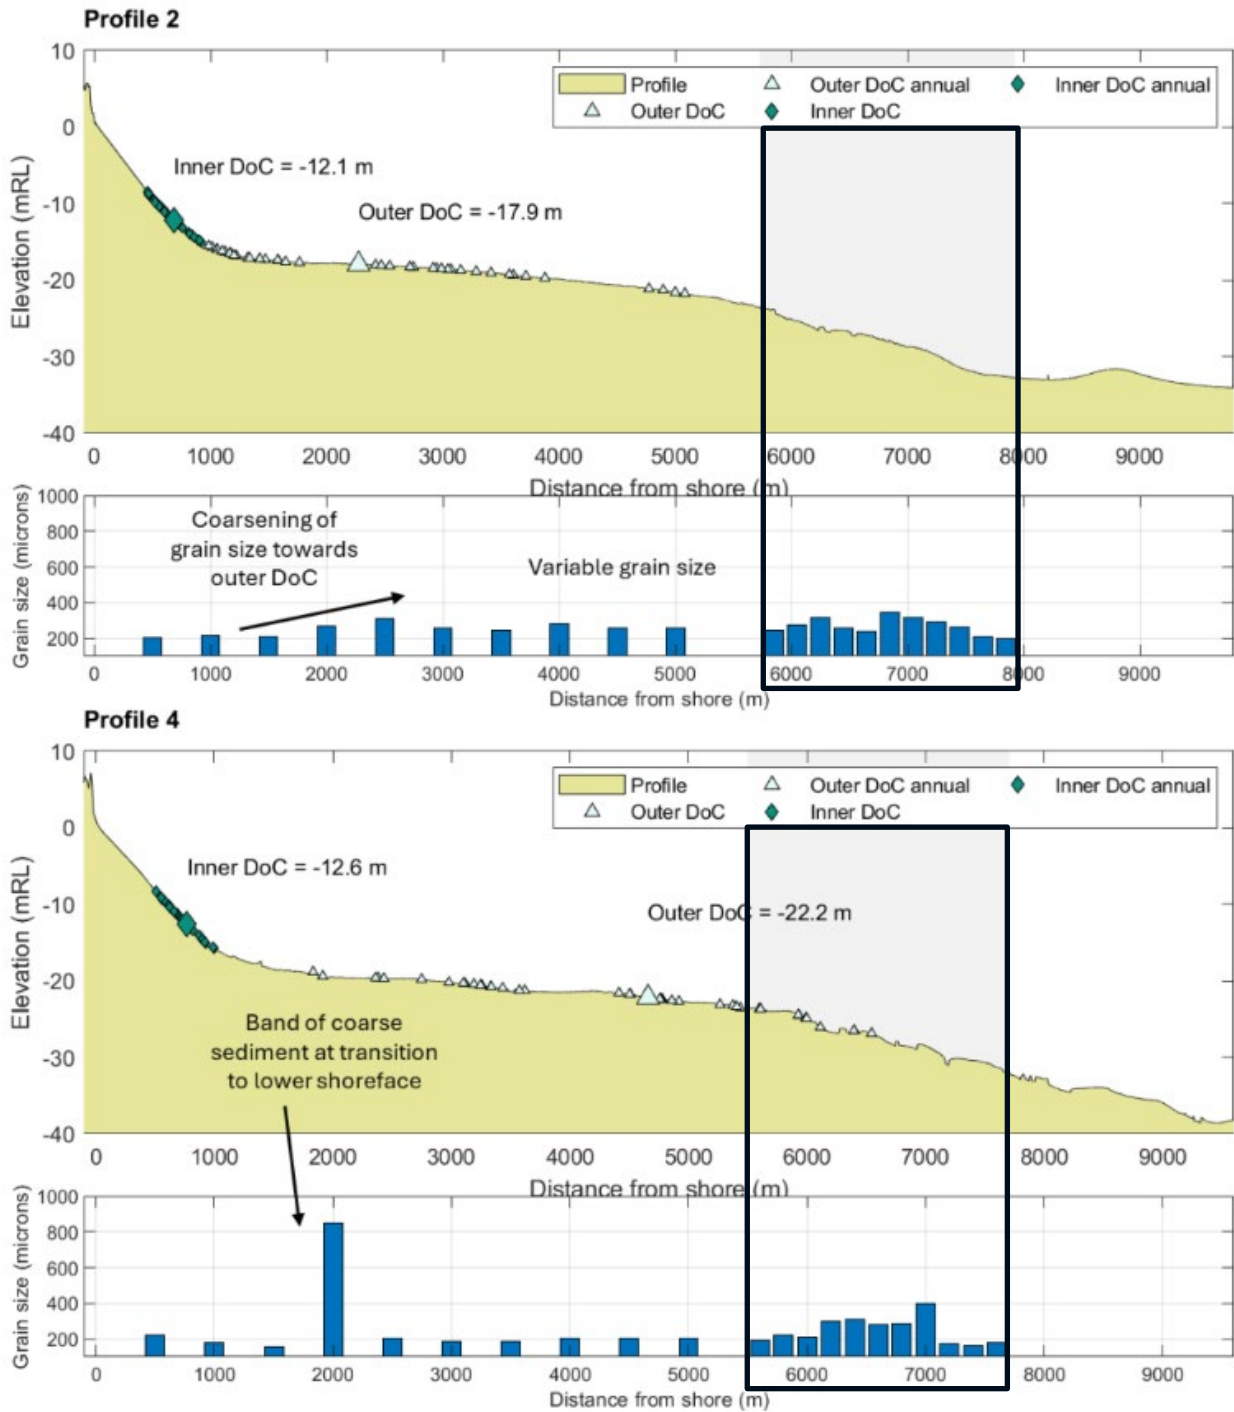 Profile 2
10
0
-10
-20
-30
-40
Elevation (mRL)
Profile
Outer DoC annual
Inner DoC annual
Outer DoC
Inner DoC
Inner DoC = -12.1 m
Outer DoC = -17.9 m
0 1000 2000 3000 4000 5000 6000 7000 8000 9000
Distance from shore (m)
1000
800
600
400
200
Grain size (microns)
Coarsening of
grain size towards
outer DoC
Variable grain size
0 1000 2000 3000 4000 5000 6000 7000 8000 9000
Distance from shore (m)
Profile 4
10
0
-10
-20
-30
-40
Elevation (mRL)
Profile
Outer DoC annual
Inner DoC annual
Outer DoC
Inner DoC
Inner DoC = -12.6 m
Outer DoC = -22.2 m
Band of coarse
sediment at transition
to lower shoreface
0 1000 2000 3000 4000 5000 6000 7000 8000 9000
Distance from shore (m)
1000
800
600
400
200
Grain size (microns)
0 1000 2000 3000 4000 5000 6000 7000 8000 9000
Distance from shore (m)